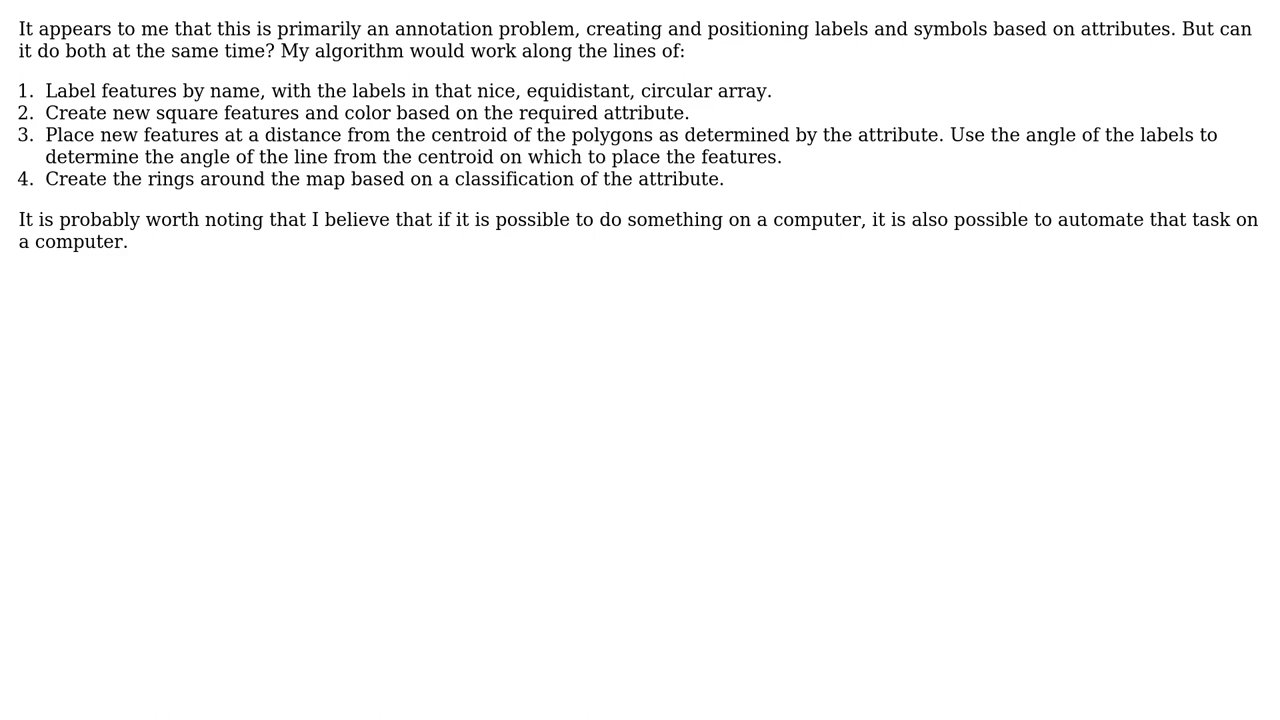 It appears to me that this is primarily an annotation problem, creating and positioning labels and symbols based on attributes. But can
it do both at the same time? My algorithm would work along the lines of:
1. Label features by name, with the labels in that nice, equidistant, circular array.
2. Create new square features and color based on the required attribute.
3. Place new features at a distance from the centroid of the polygons as determined by the attribute. Use the angle of the labels to
determine the angle of the line from the centroid on which to place the features.
4. Create the rings around the map based on a classification of the attribute.
It is probably worth noting that I believe that if it is possible to do something on a computer, it is also possible to automate that task on
a computer.